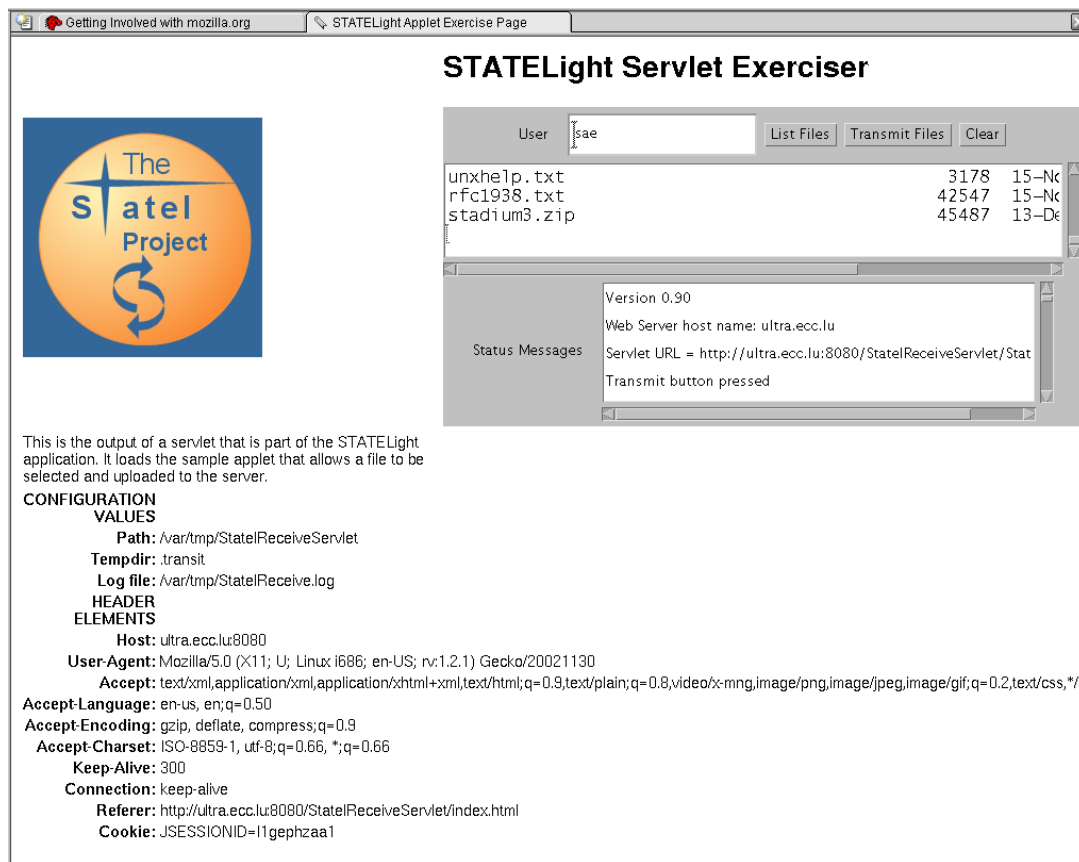 Getting Involved with mozilla.org
STATELight Applet Exercise Page
STATELight Servlet Exerciser
The
Statel
Project
User
sae
List Files
Transmit Files
Clear
unxhelp.txt 3178 15-No
rfc1938.txt 42547 15-No
stadium3.zip 45487 13-De
Status Messages
Version 0.90
Web Server host name: ultra.ecc.lu
Servlet URL = http://ultra.ecc.lu:8080/StatelReceiveServlet/Stat
Transmit button pressed
This is the output of a servlet that is part of the STATELight
application. It loads the sample applet that allows a file to be
selected and uploaded to the server.
CONFIGURATION
VALUES
Path: /var/tmp/StatelReceiveServlet
Tempdir: .transit
Log file: /var/tmp/StatelReceive.log
HEADER
ELEMENTS
Host: ultra.ecc.lu:8080
User-Agent: Mozilla/5.0 (X11; U; Linux i686; en-US; rv:1.2.1) Gecko/20021130
Accept: text/xml,application/xml,application/xhtml+xml,text/html;q=0.9,text/plain;q=0.8,video/x-mng,image/png,image/jpeg,image/gif;q=0.2,text/css,*/
Accept-Language: en-us, en;q=0.50
Accept-Encoding: gzip, deflate, compress;q=0.9
Accept-Charset: ISO-8859-1, utf-8;q=0.66, *;q=0.66
Keep-Alive: 300
Connection: keep-alive
Referer: http://ultra.ecc.lu:8080/StatelReceiveServlet/index.html
Cookie: JSESSIONID=l1gephzaa1